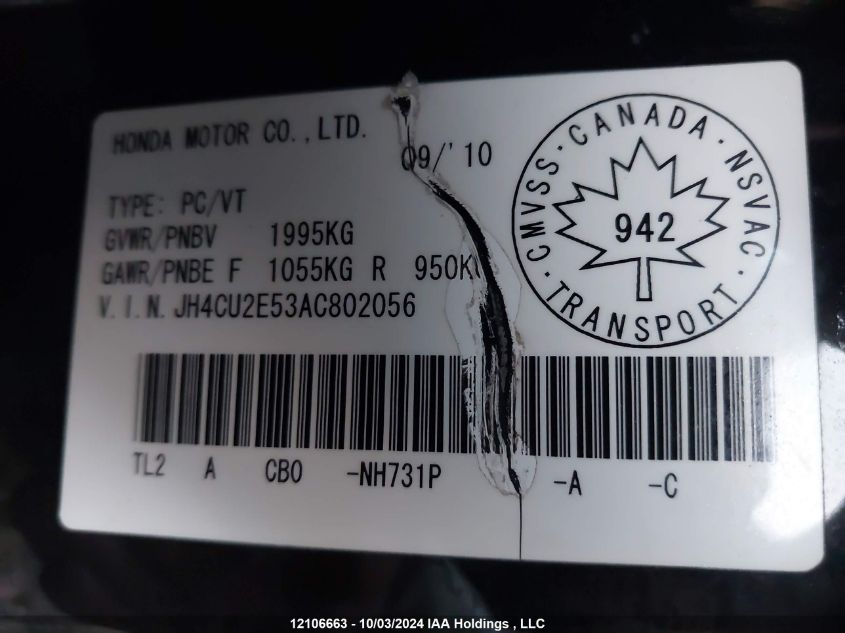 HONDA MOTOR CO.,LTD.
09/'10
TYPE: PC/VT
GVWR/PNBV 1995KG
GAWR/PNBE F 1055KG R 950K
V.I.N. JH4CU2E53AC802056
CMVSS · CANADA · NSVAC · TRANSPORT ·
942
TL2 A CB0 -NH731P -A -C
12106663 - 10/03/2024 IAA Holdings , LLC